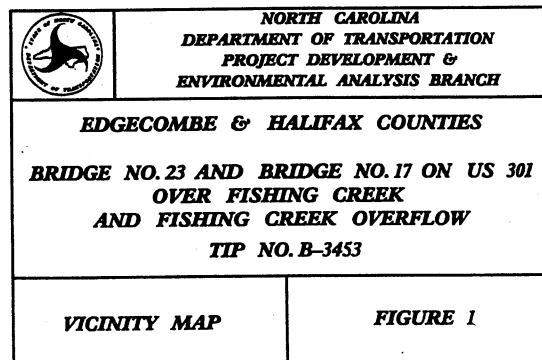 NORTH CAROLINA
DEPARTMENT OF TRANSPORTATION
PROJECT DEVELOPMENT &
ENVIRONMENTAL ANALYSIS BRANCH
EDGECOMBE & HALIFAX COUNTIES
BRIDGE NO. 23 AND BRIDGE NO. 17 ON US 301
OVER FISHING CREEK
AND FISHING CREEK OVERFLOW
TIP NO. B-3453
VICINITY MAP
FIGURE 1